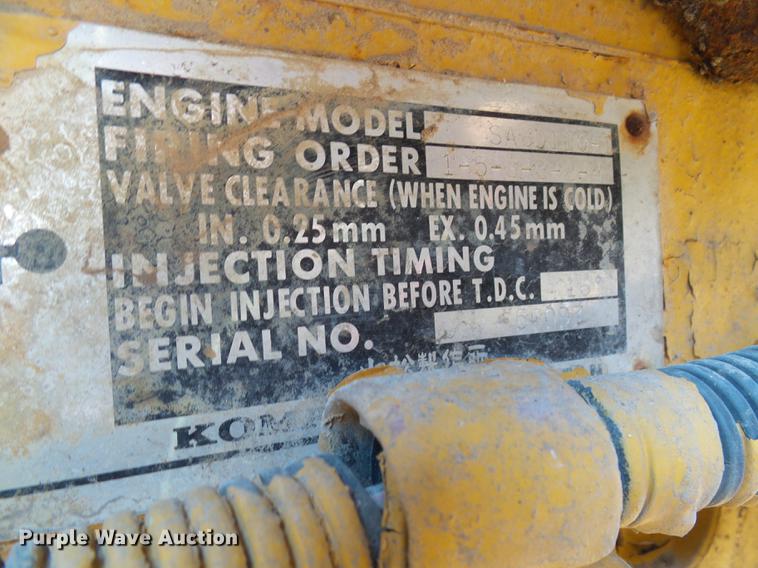 ENGINE MODEL
FIRING ORDER
VALVE CLEARANCE (WHEN ENGINE IS COLD)
IN. 0.25mm EX. 0.45mm
INJECTION TIMING
BEGIN INJECTION BEFORE T.D.C.
SERIAL NO.
Purple Wave Auction